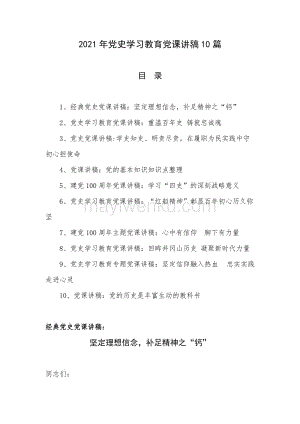 2021年党史学习教育党课讲稿10篇
目 录
1、经典党史党课讲稿：坚定理想信念，补足精神之“钙”
2、党史学习教育党课讲稿：重温百年史 铸就忠诚魂
3、党史党课讲稿：学史知史、听责尽责，在履职为民实践中守
初心担使命
4、党课讲稿：党的基本知识知识点整理
5、建党100周年党课讲稿：学习“四史”的深刻战略意义
6、党史学习教育党课讲稿：“红船精神”彰显百年初心历久弥
坚
7、建党100周年主题党课讲稿：心中有信仰 脚下有力量
8、党史学习教育党课讲稿：回眸井冈山历史 凝聚新时代力量
9、党史学习教育专题党课讲稿：坚定信仰融入热血 忠实实践
走进心灵
10、党课讲稿：党的历史是丰富生动的教科书
mayiwenku.com
经典党史党课讲稿：
坚定理想信念，补足精神之“钙”
同志们：